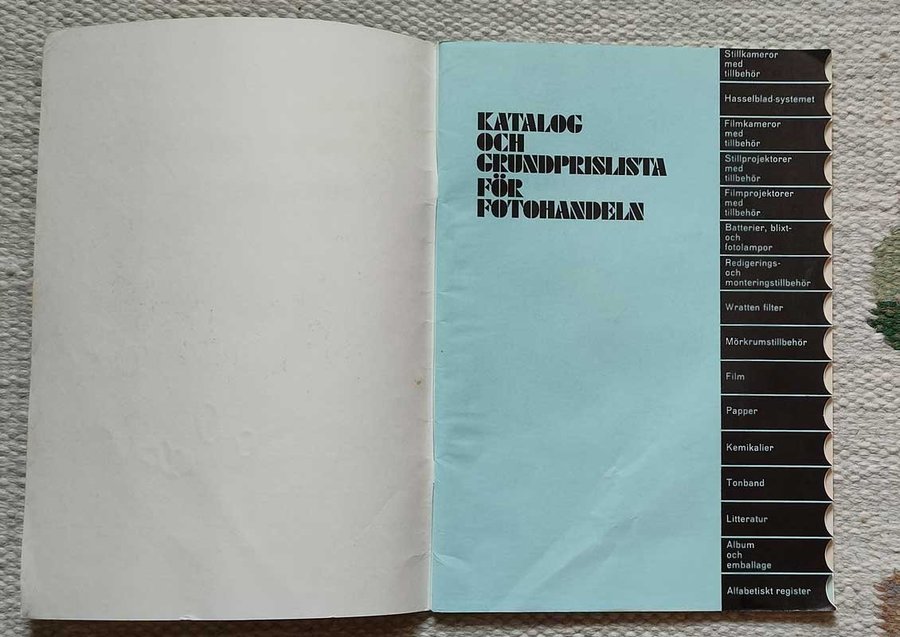 KATALOG
OCH
GRUNDPRISLISTA
FÖR
FOTOHANDELN
Stillkameror
med
tillbehör
Hasselblad-systemet
Filmkameror
med
tillbehör
Stillprojektorer
med
tillbehör
Filmprojektorer
med
tillbehör
Batterier, blixt-
och
fotolampor
Redigerings-
och
monteringstillbehör
Wratten filter
Mörkrumstillbehör
Film
Papper
Kemikalier
Tonband
Litteratur
Album
och
emballage
Alfabetiskt register